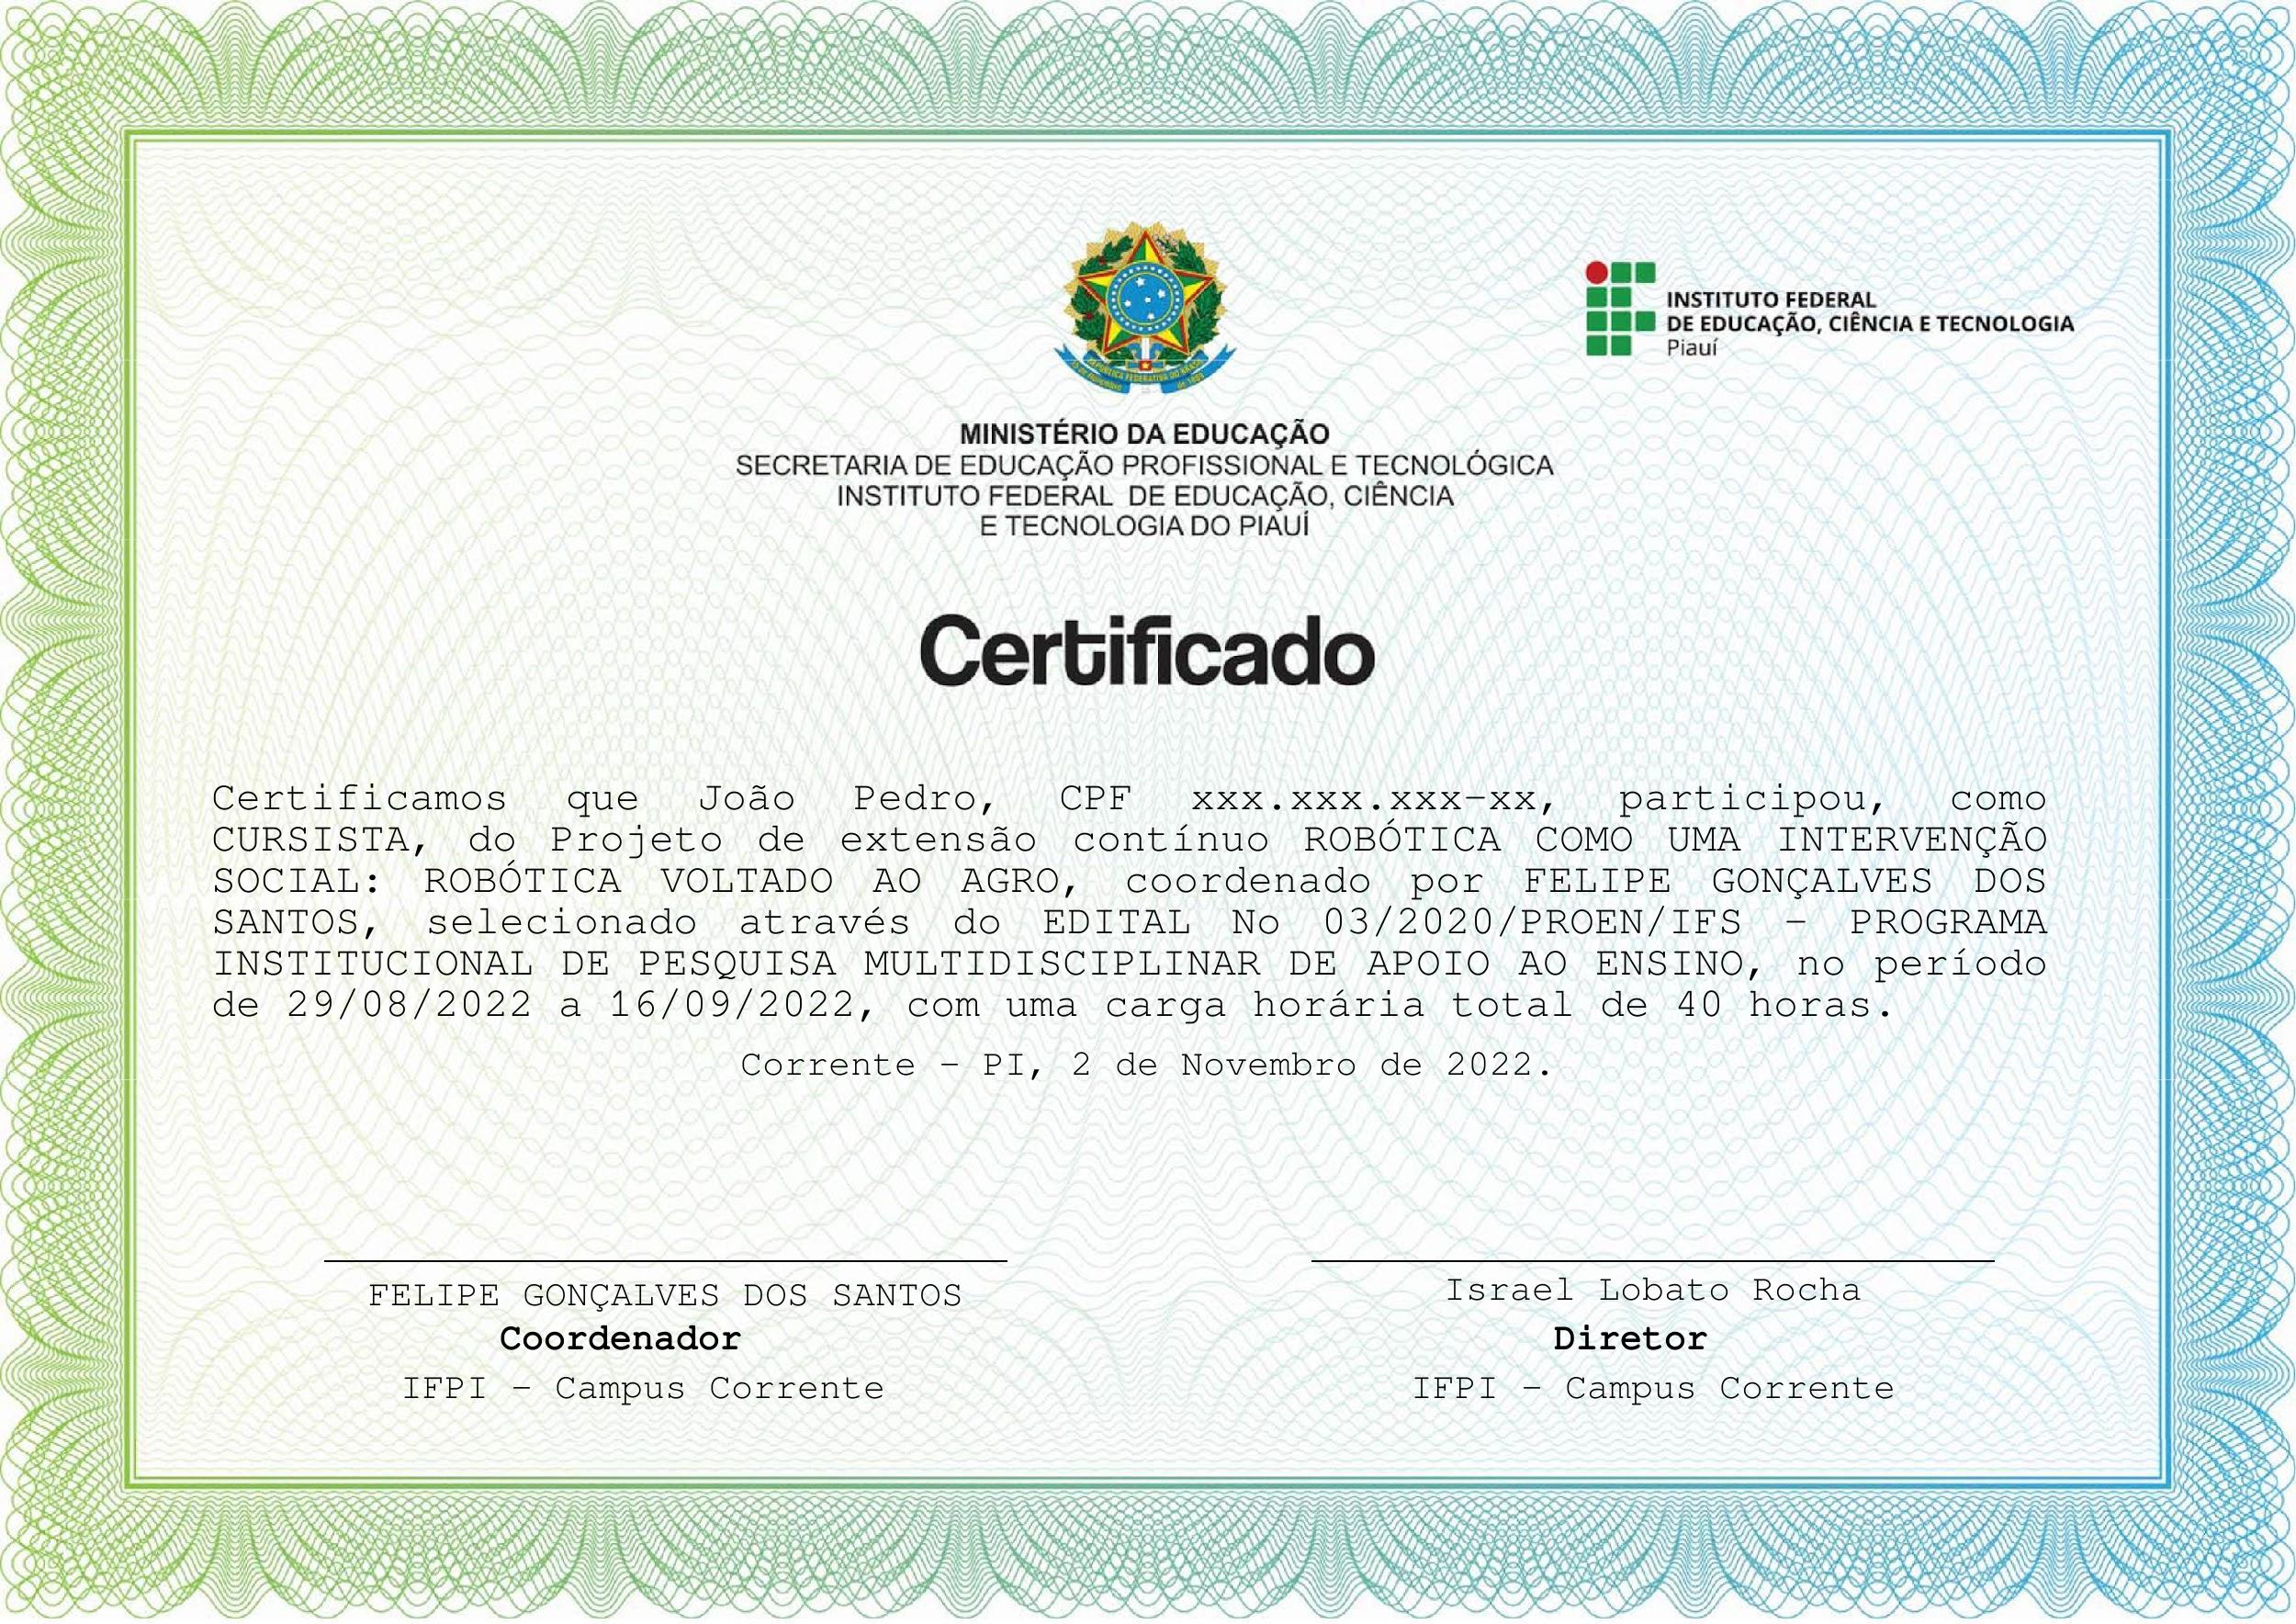 INSTITUTO FEDERAL
DE EDUCAÇÃO, CIÊNCIA E TECNOLOGIA
Piauí
REPÚBLICA FEDERATIVA DO BRASIL
MINISTÉRIO DA EDUCAÇÃO
SECRETARIA DE EDUCAÇÃO PROFISSIONAL E TECNOLÓGICA
INSTITUTO FEDERAL DE EDUCAÇÃO, CIÊNCIA
E TECNOLOGIA DO PIAUÍ
Certificado
Certificamos que João Pedro, CPF xxx.xxx.xxx-xx, participou, como
CURSISTA, do Projeto de extensão contínuo ROBÓTICA COMO UMA INTERVENÇÃO
SOCIAL: ROBÓTICA VOLTADO AO AGRO, coordenado por FELIPE GONÇALVES DOS
SANTOS, selecionado através do EDITAL No 03/2020/PROEN/IFS - PROGRAMA
INSTITUCIONAL DE PESQUISA MULTIDISCIPLINAR DE APOIO AO ENSINO, no período
de 29/08/2022 a 16/09/2022, com uma carga horária total de 40 horas.
Corrente - PI, 2 de Novembro de 2022.
FELIPE GONÇALVES DOS SANTOS
Coordenador
IFPI - Campus Corrente
Israel Lobato Rocha
Diretor
IFPI - Campus Corrente